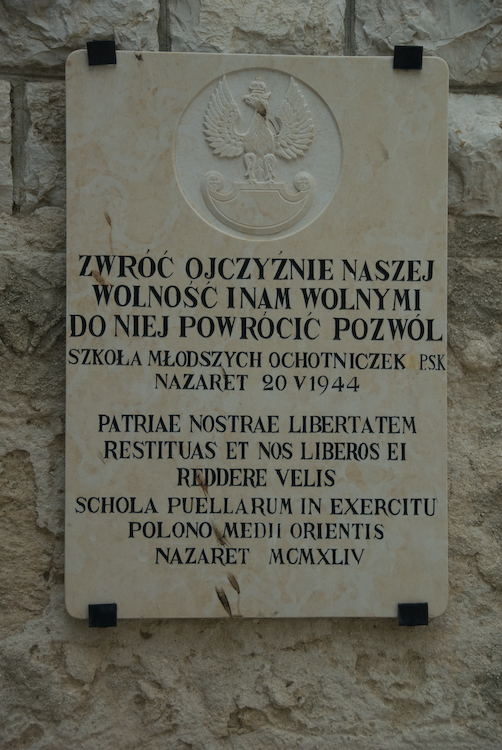 ZWRÓĆ OJCZYŹNIE NASZEJ
WOLNOŚĆ I NAM WOLNYMI
DO NIEJ POWRÓCIĆ POZWÓL
SZKOŁA MŁODSZYCH OCHOTNICZEK P.S.K
NAZARET 20 V 1944
PATRIAE NOSTRAE LIBERTATEM
RESTITUAS ET NOS LIBEROS EI
REDDERE VELIS
SCHOLA PUELLARUM IN EXERCITU
POLONO MEDII ORIENTIS
NAZARET MCMXLIV